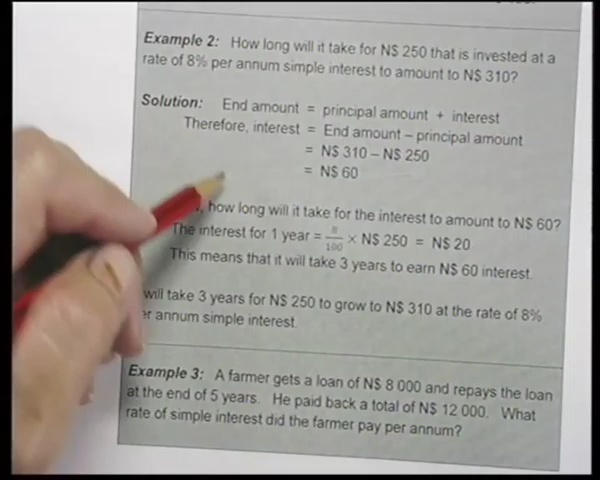 Example 2: How long will it take for N$ 250 that is invested at a
rate of 8% per annum simple interest to amount to N$ 310?
Solution: End amount = principal amount + interest
Therefore, interest = End amount – principal amount
= N$ 310 – N$ 250
= N$ 60
, how long will it take for the interest to amount to N$ 60?
The interest for 1 year = 8/100 × N$ 250 = N$ 20
This means that it will take 3 years to earn N$ 60 interest.
will take 3 years for N$ 250 to grow to N$ 310 at the rate of 8%
er annum simple interest.
Example 3: A farmer gets a loan of N$ 8 000 and repays the loan
at the end of 5 years. He paid back a total of N$ 12 000. What
rate of simple interest did the farmer pay per annum?